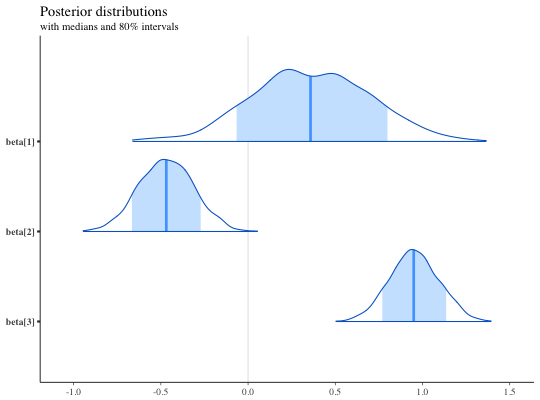 Posterior distributions
with medians and 80% intervals
beta[1]
beta[2]
beta[3]
-1.0 -0.5 0.0 0.5 1.0 1.5